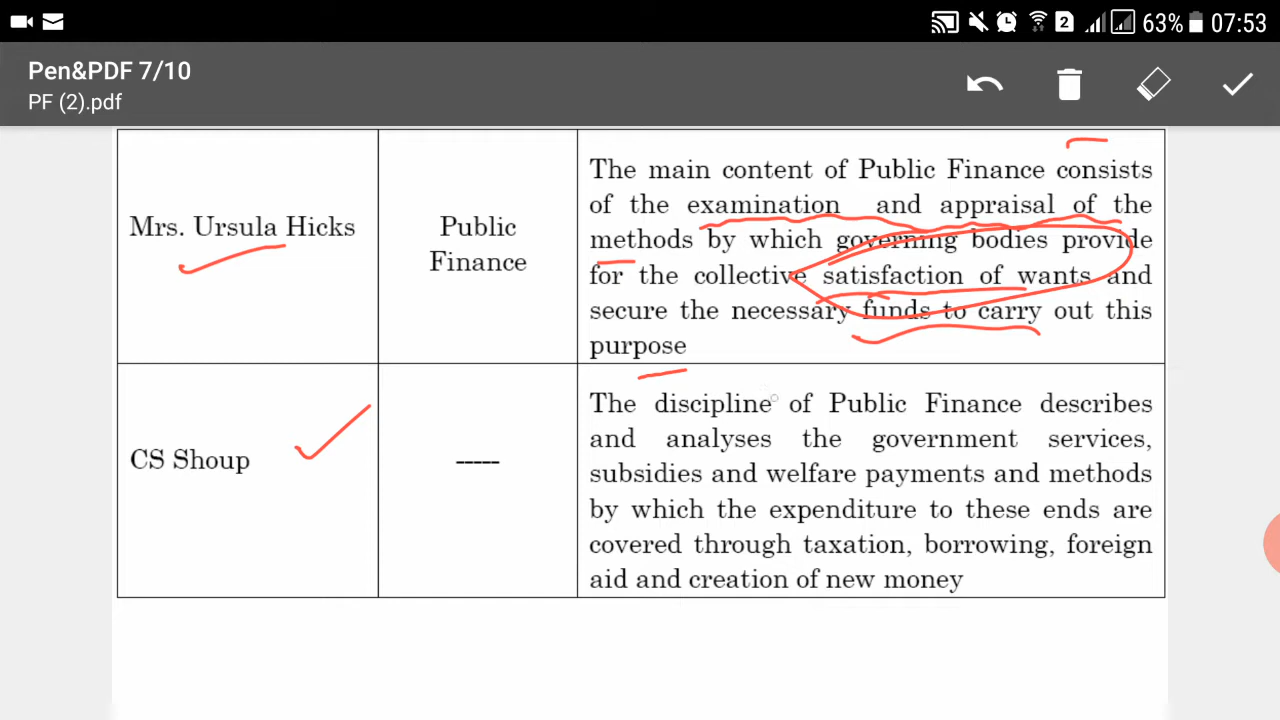 2 63% 07:53
Pen&PDF 7/10
PF (2).pdf
Mrs. Ursula Hicks
Public
Finance
The main content of Public Finance consists
of the examination and appraisal of the
methods by which governing bodies provide
for the collective satisfaction of wants and
secure the necessary funds to carry out this
purpose
CS Shoup
-----
The discipline of Public Finance describes
and analyses the government services,
subsidies and welfare payments and methods
by which the expenditure to these ends are
covered through taxation, borrowing, foreign
aid and creation of new money